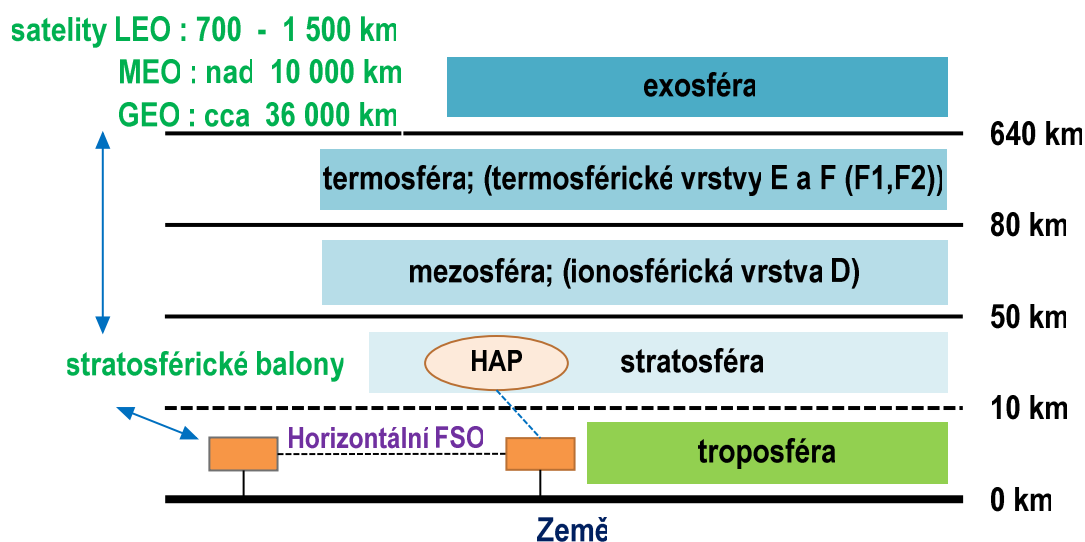 satelity LEO : 700 - 1 500 km
MEO : nad 10 000 km
GEO : cca 36 000 km
exosféra
640 km
termosféra; (termosférické vrstvy E a F (F1,F2))
80 km
mezosféra; (ionosférická vrstva D)
50 km
stratosférické balony
HAP
stratosféra
10 km
Horizontální FSO
troposféra
0 km
Země